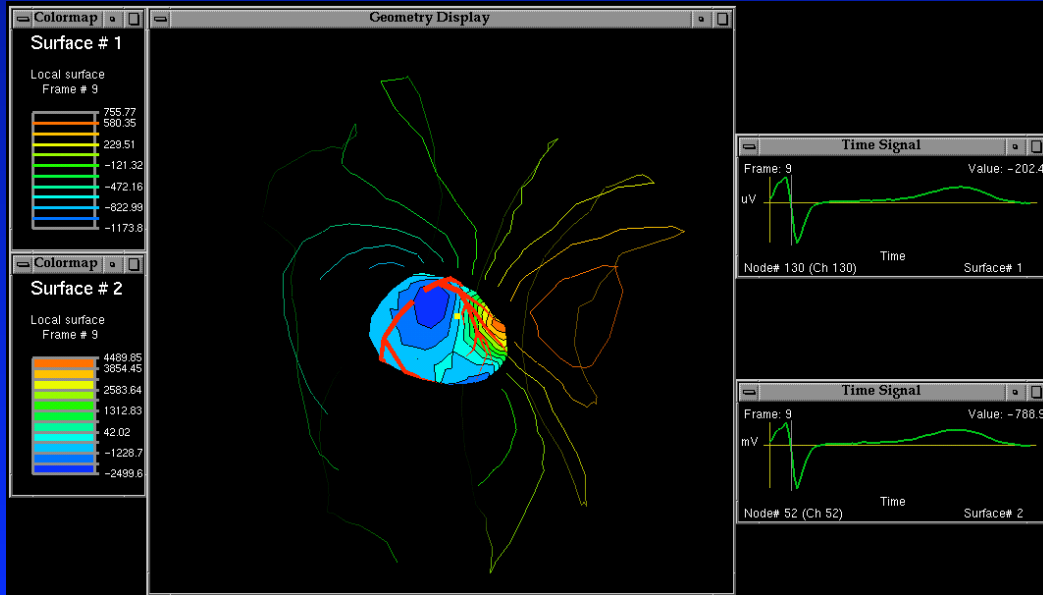 Colormap
Surface # 1
Local surface
Frame # 9
755.77
580.35
229.51
-121.32
-472.16
-822.99
-1173.8
Colormap
Surface # 2
Local surface
Frame # 9
4489.85
3854.45
2583.64
1312.83
42.02
-1228.7
-2499.6
Geometry Display
Time Signal
Frame: 9 Value: -202.4
uV
Time
Node# 130 (Ch 130) Surface# 1
Time Signal
Frame: 9 Value: -788.9
mV
Time
Node# 52 (Ch 52) Surface# 2